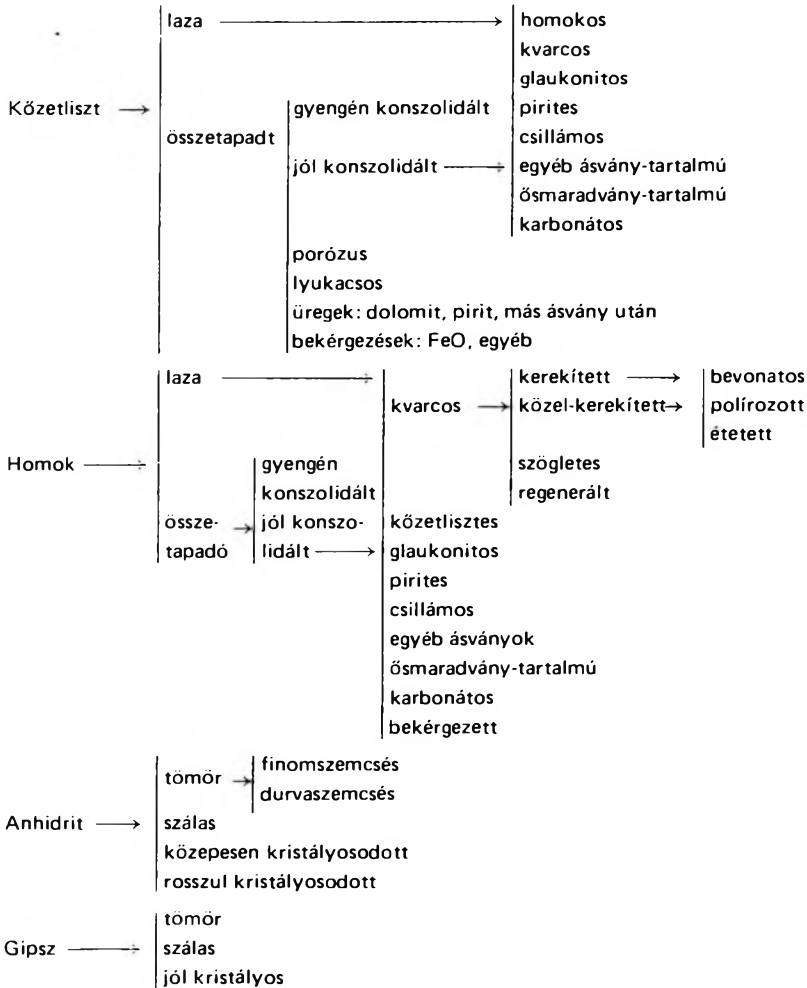 laza → homokos
kvarcos
glaukonitos
Kőzetliszt → gyengén konszolidált pirites
összetapadt csillámos
jól konszolidált → egyéb ásvány-tartalmú
ősmaradvány-tartalmú
karbonátos
porózus
lyukacsos
üregek: dolomit, pirit, más ásvány után
bekérgezések: FeO, egyéb
laza → kerekített → bevonatos
kvarcos → közel-kerekített → polírozott
étetett
Homok → gyengén szögletes
konszolidált regenerált
össze- → jól konszo- kőzetlisztes
tapadó lidált → glaukonitos
pirites
csillámos
egyéb ásványok
ősmaradvány-tartalmú
karbonátos
bekérgezett
finomszemcsés
tömör →
durvaszemcsés
Anhidrit → szálas
közepesen kristályosodott
rosszul kristályosodott
tömör
Gipsz → szálas
jól kristályos